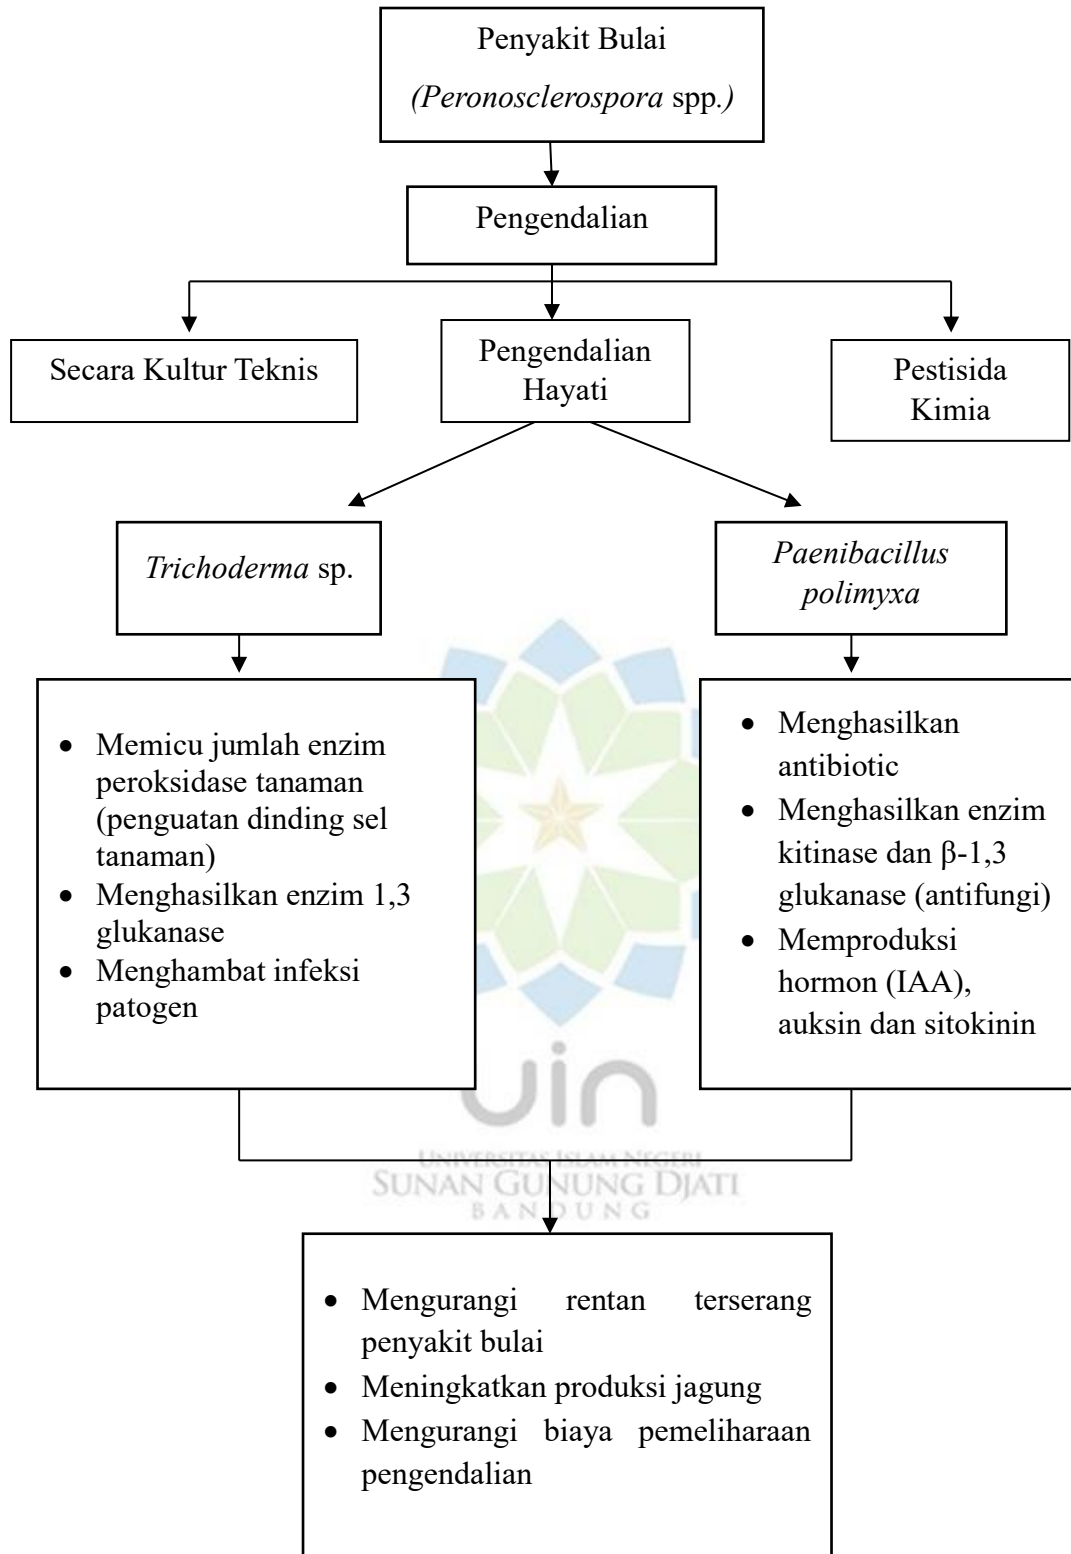 Penyakit Bulai
(Peronosclerospora spp.)
Pengendalian
Secara Kultur Teknis
Pengendalian
Hayati
Pestisida
Kimia
Trichoderma sp.
Paenibacillus
polimyxa
• Memicu jumlah enzim
peroksidase tanaman
(penguatan dinding sel
tanaman)
• Menghasilkan enzim 1,3
glukanase
• Menghambat infeksi
patogen
• Menghasilkan
antibiotic
• Menghasilkan enzim
kitinase dan β-1,3
glukanase (antifungi)
• Memproduksi
hormon (IAA),
auksin dan sitokinin
uin
UNIVERSITAS ISLAM NEGERI
SUNAN GUNUNG DJATI
BANDUNG
• Mengurangi rentan terserang
penyakit bulai
• Meningkatkan produksi jagung
• Mengurangi biaya pemeliharaan
pengendalian